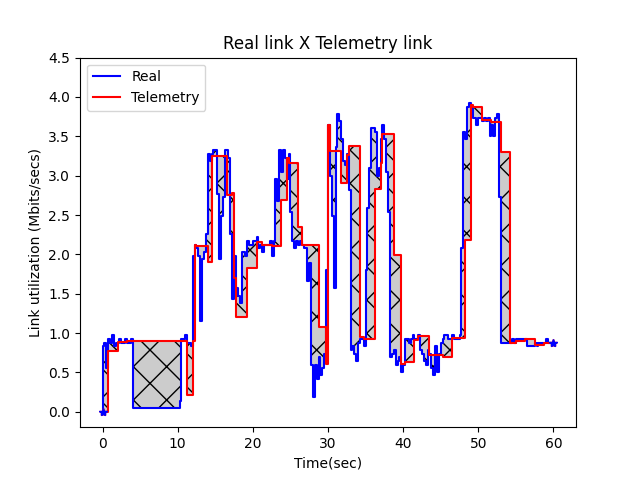 Real link X Telemetry link
Real
Telemetry
Link utilization (Mbits/secs)
4.5
4.0
3.5
3.0
2.5
2.0
1.5
1.0
0.5
0.0
0 10 20 30 40 50 60
Time(sec)